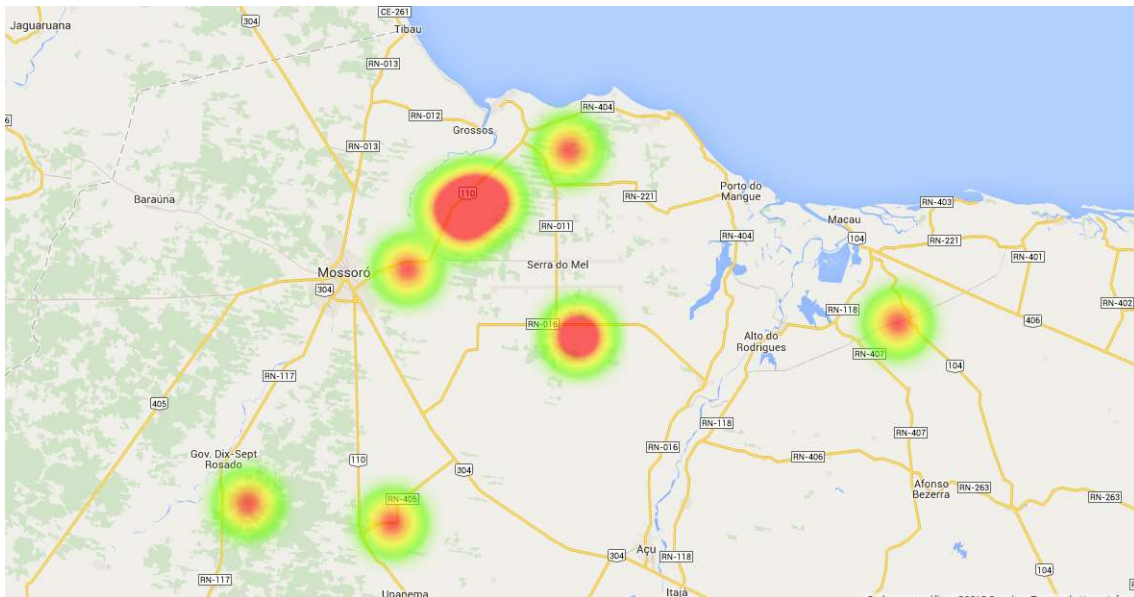 CE-261
304
Jaguaruana
Tibau
RN-013
RN-404
RN-012
Grossos
RN-013
Porto do
Mangue
110
Baraúna
RN-221
RN-403
Macau
RN-011
RN-404
104
RN-221
RN-401
Serra do Mel
Mossoró
304
RN-402
RN-118
406
RN-016
Alto do
Rodrigues
RN-407
104
RN-117
405
RN-118
RN-407
RN-016
Gov. Dix-Sept
Rosado
110
304
RN-406
Afonso
Bezerra
RN-263
RN-263
RN-405
Açu
304
RN-118
104
RN-117
Upanema
Itajá